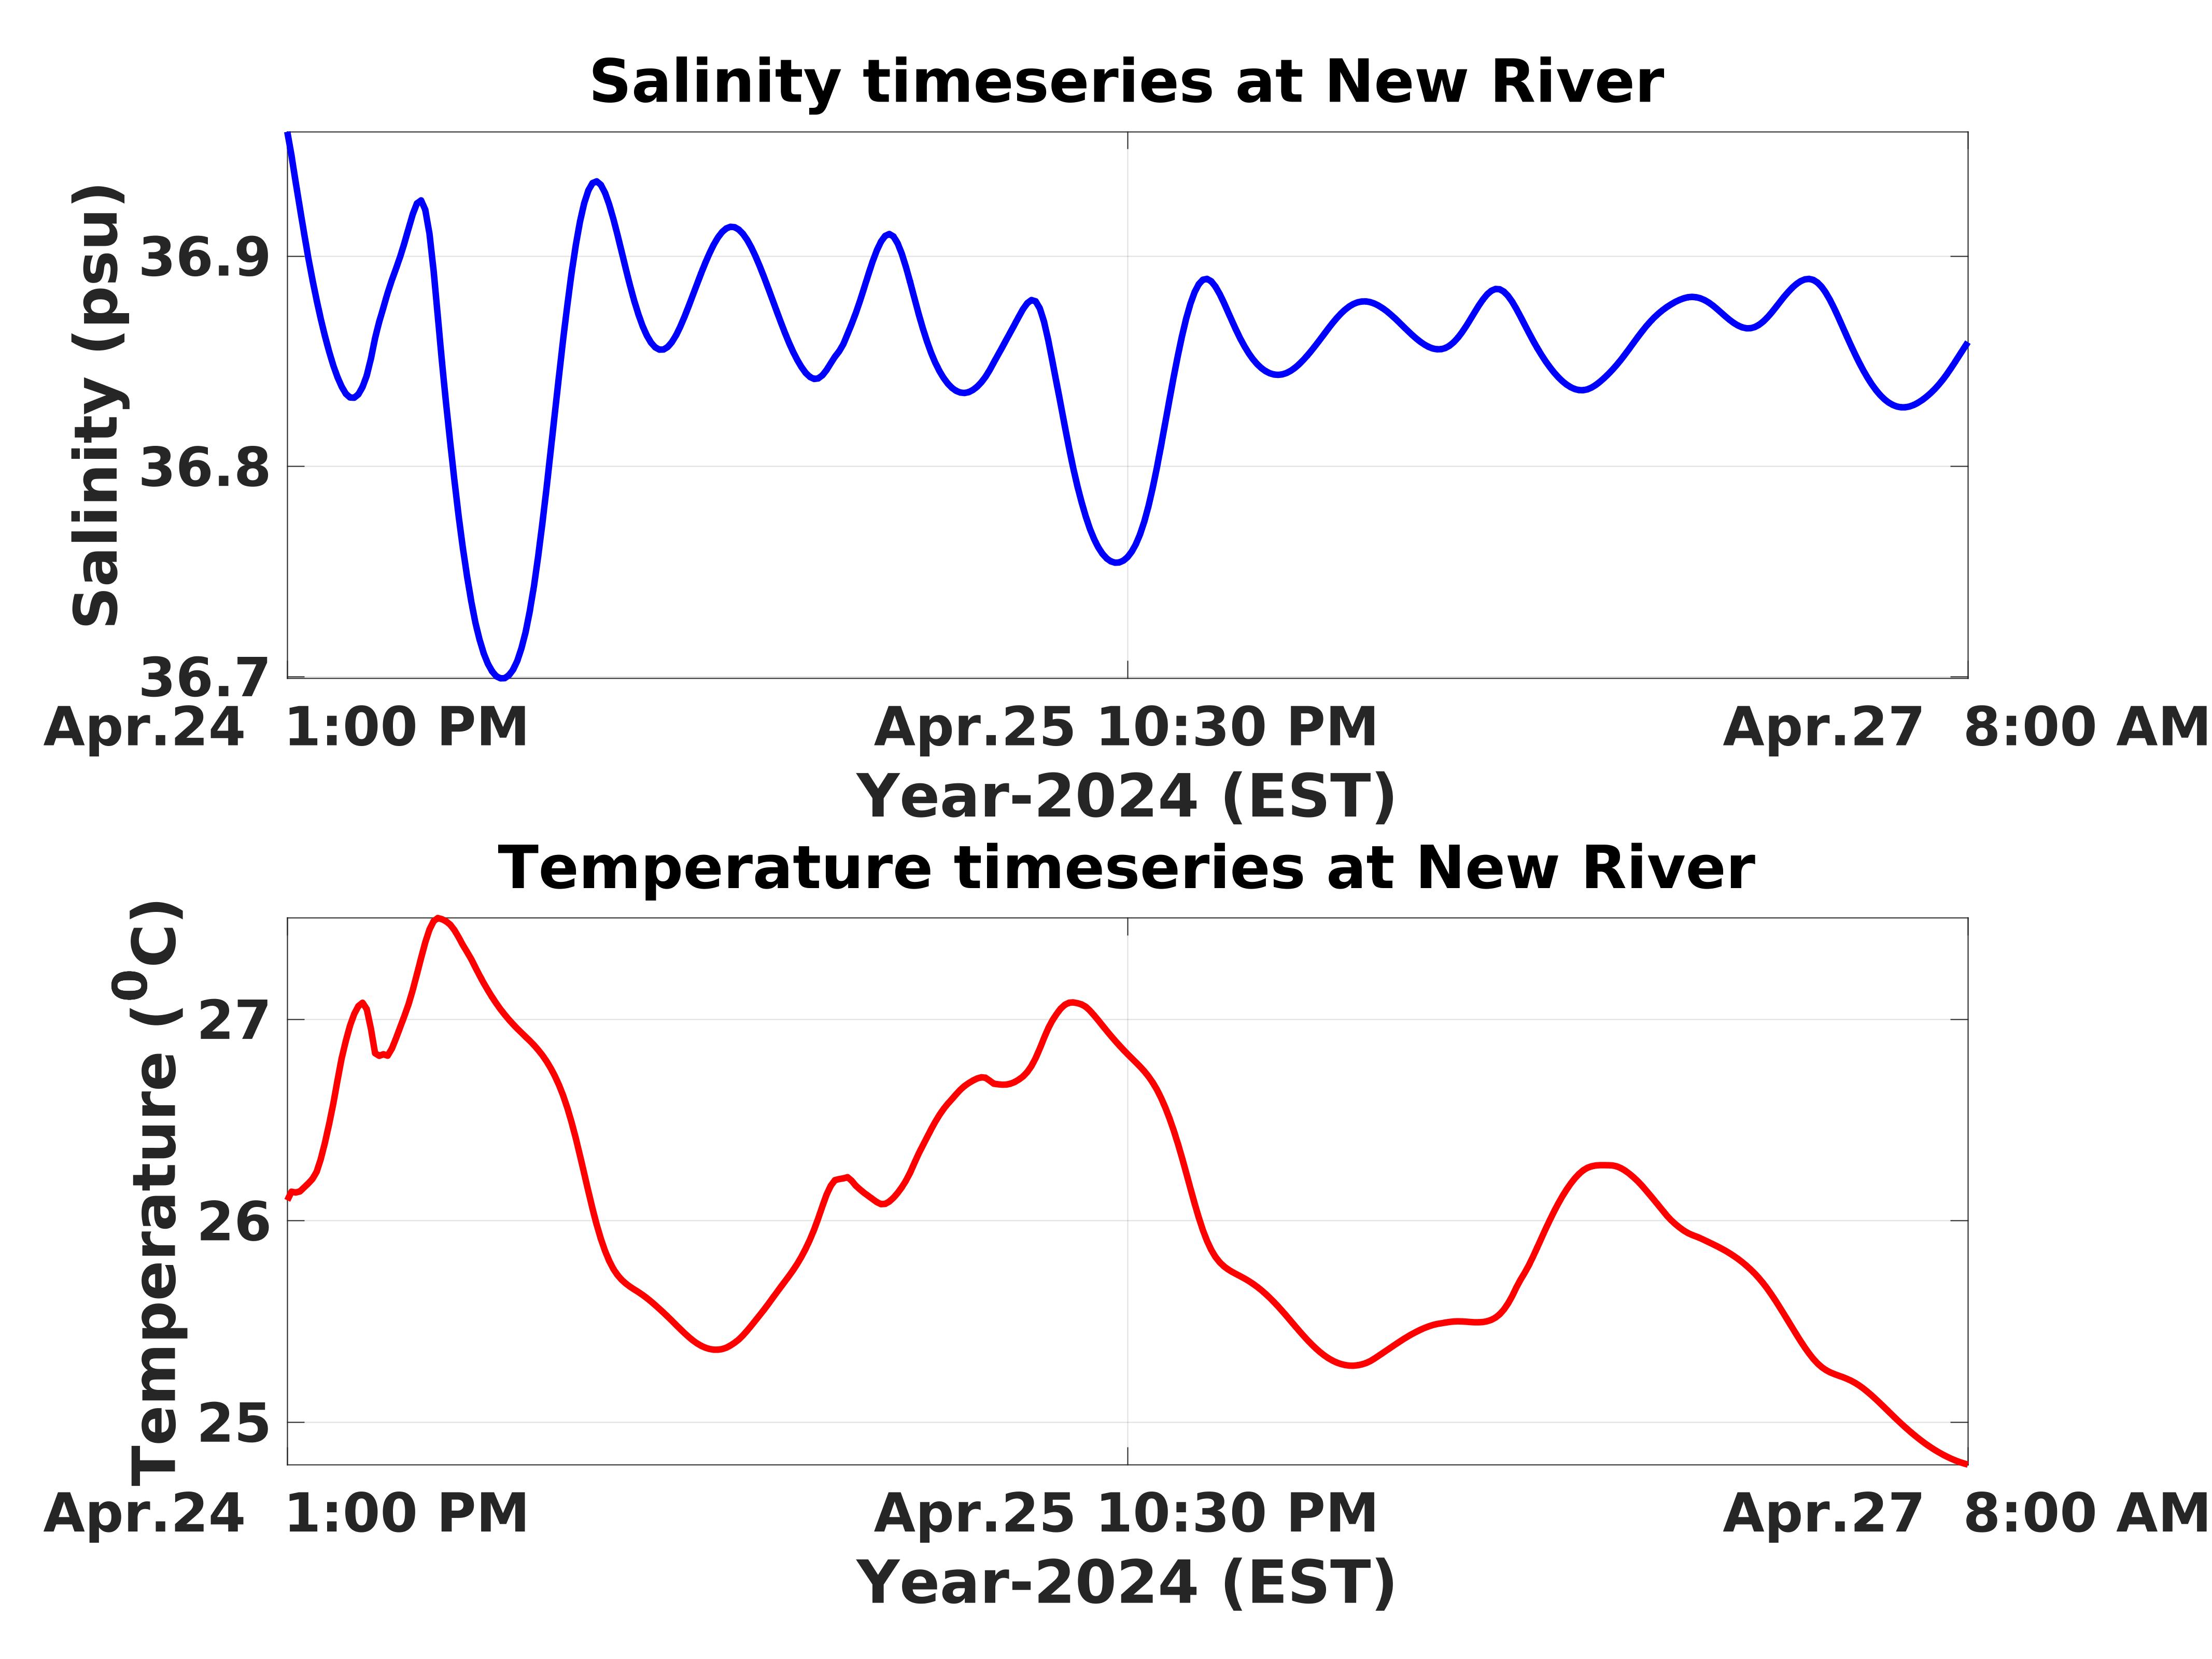 Salinity timeseries at New River
Salinity (psu)
36.9
36.8
36.7
Apr.24  1:00 PM
Apr.25 10:30 PM
Apr.27  8:00 AM
Year-2024 (EST)
Temperature timeseries at New River
Temperature (⁰C)
27
26
25
Apr.24  1:00 PM
Apr.25 10:30 PM
Apr.27  8:00 AM
Year-2024 (EST)